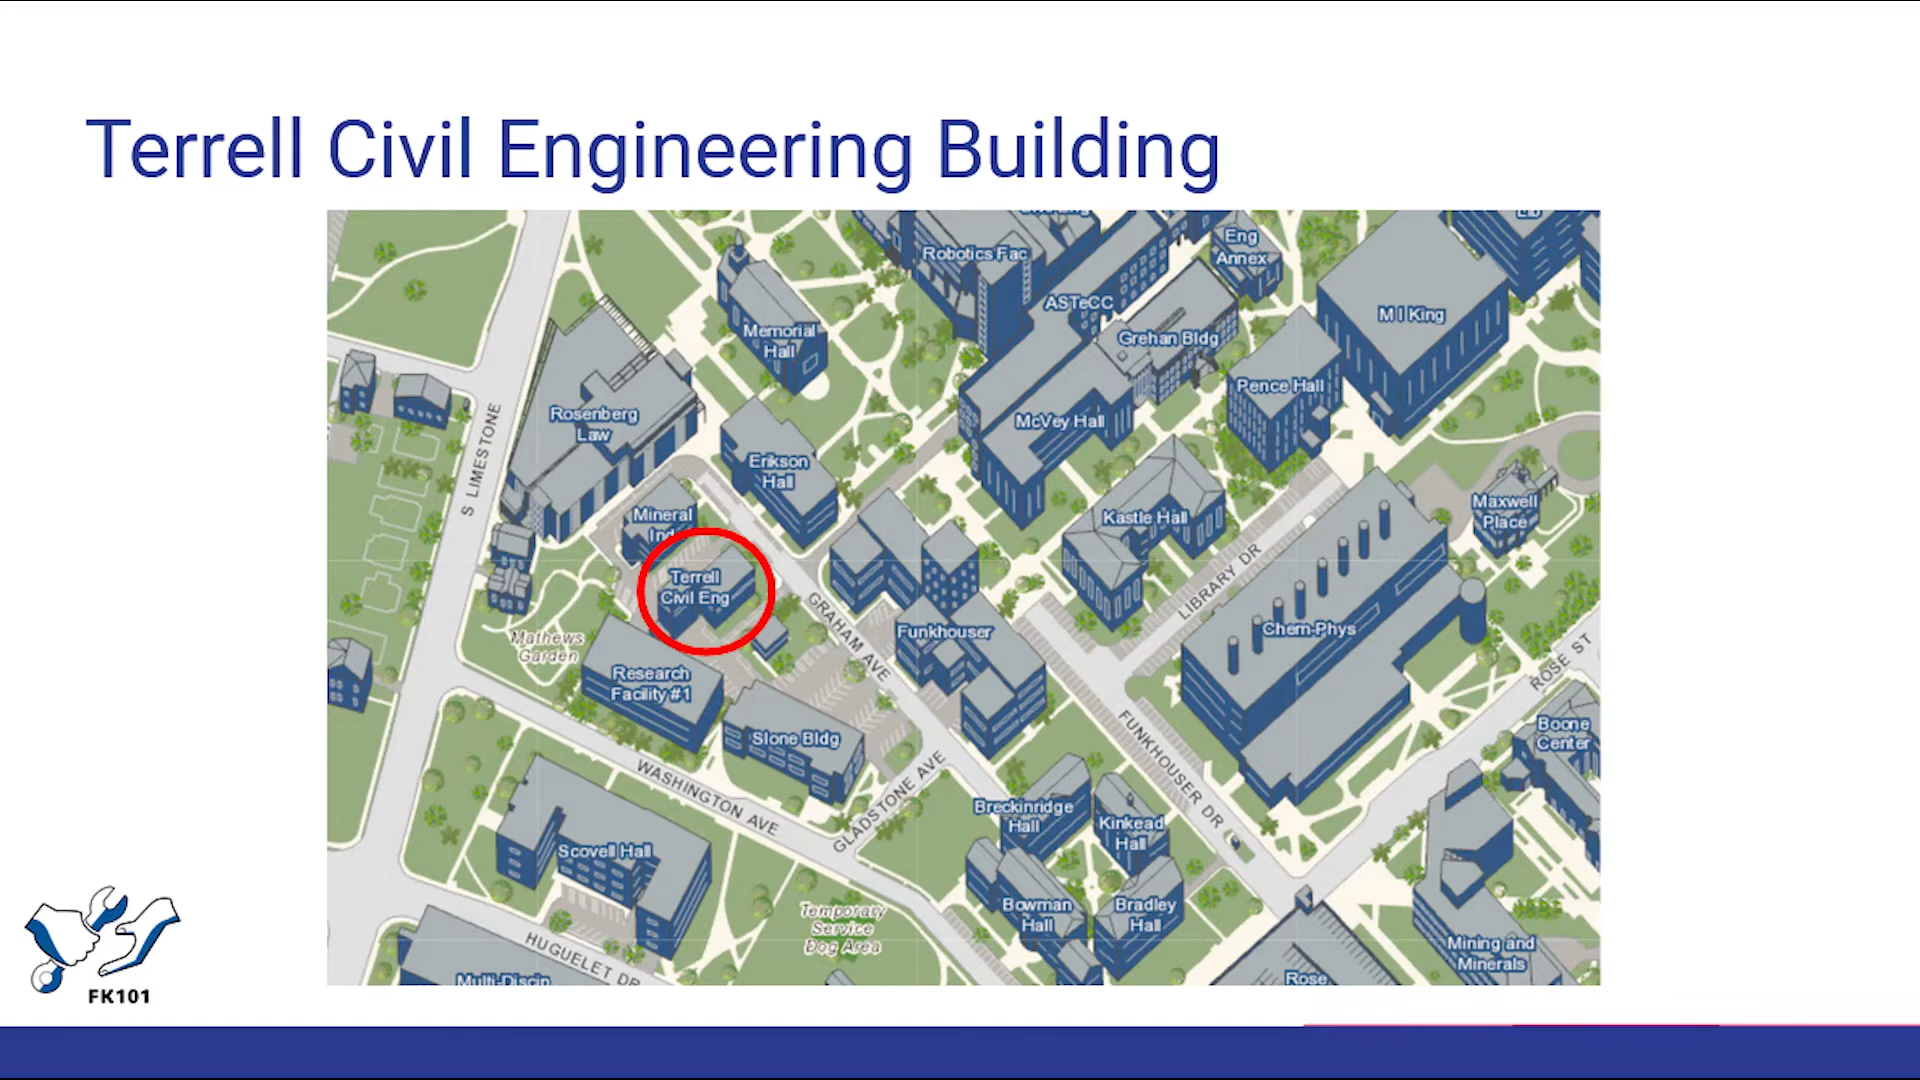 Terrell Civil Engineering Building
Robotics Fac
Eng
Annex
ASTeCC
M I King
Memorial
Hall
Grehan Bldg
Pence Hall
Rosenberg
Law
McVey Hall
S LIMESTONE
Erikson
Hall
Mineral
Ind
Kastle Hall
Maxwell
Place
Terrell
Civil Eng
LIBRARY DR
GRAHAM AVE
Mathews
Garden
Funkhouser
Chem-Phys
ROSE ST
Research
Facility #1
Slone Bldg
FUNKHOUSER DR
Boone
Center
WASHINGTON AVE
GLADSTONE AVE
Breckinridge
Hall
Kinkead
Hall
Scovell Hall
Bowman
Hall
Bradley
Hall
Temporary
Service
Dog Area
HUGUELET DR
Mining and
Minerals
Multi-Discip
Rose
FK101